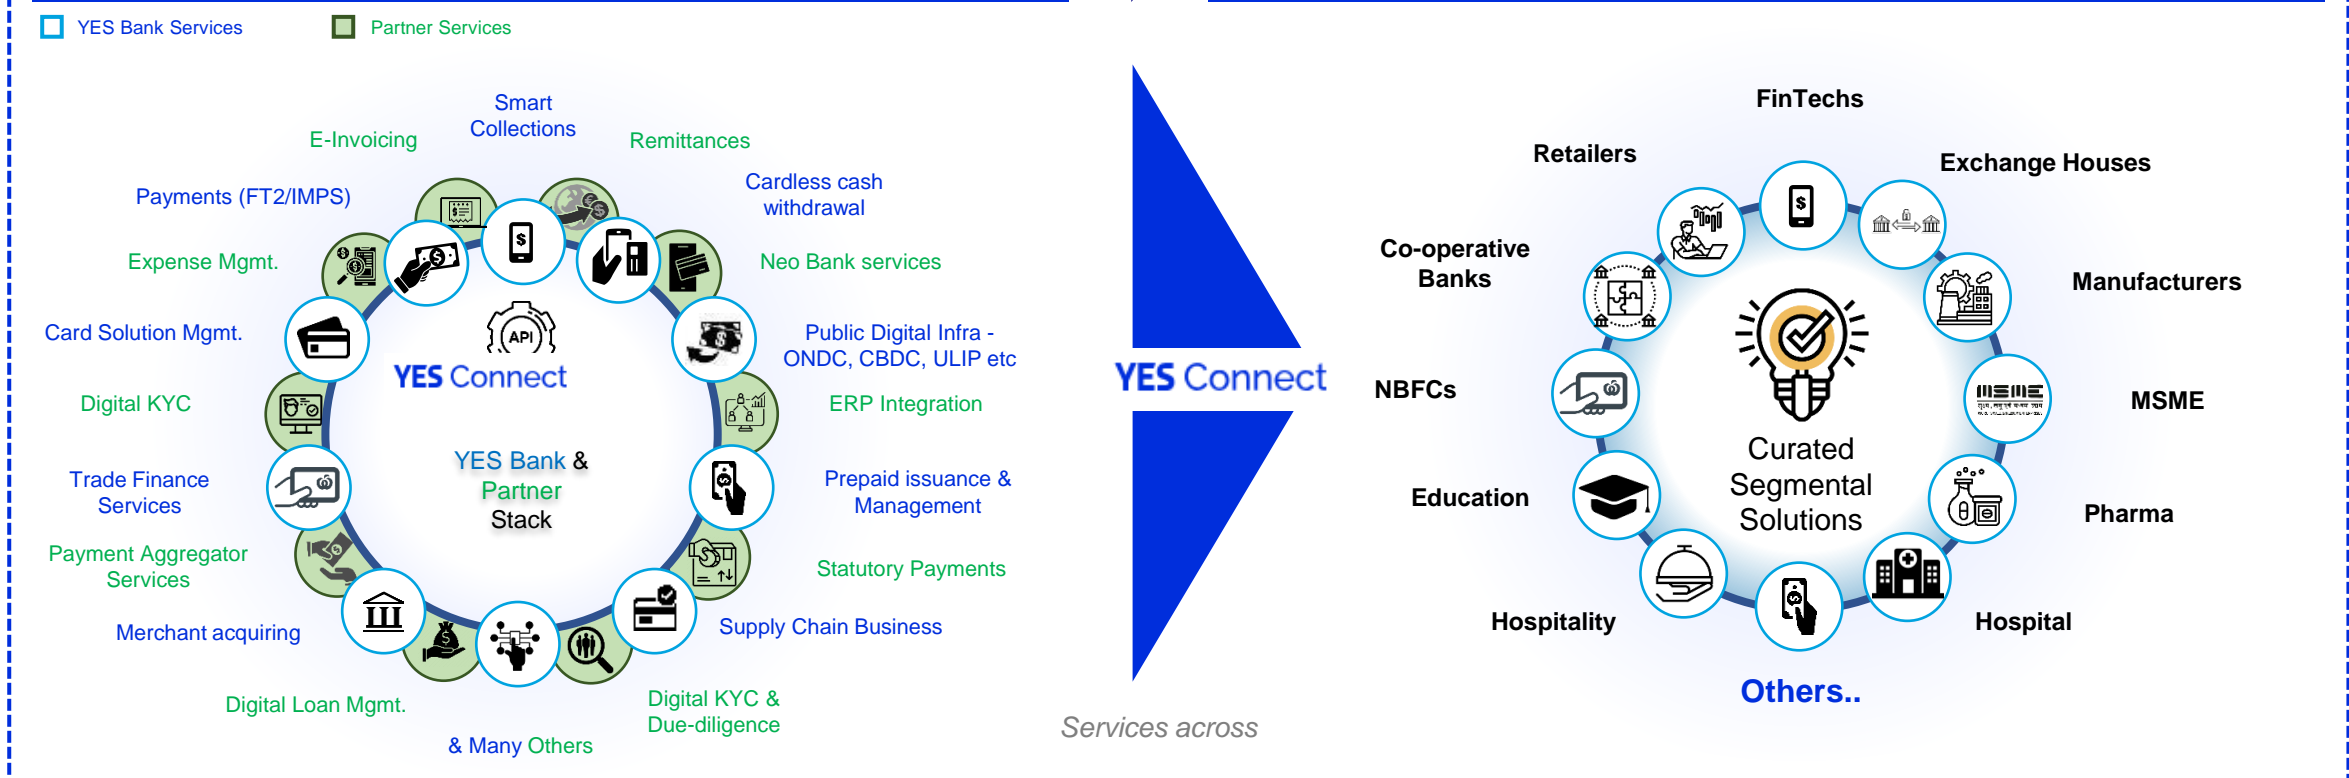 YES Bank Services
Partner Services
Smart
Collections
E-Invoicing
Remittances
Payments (FT2/IMPS)
Cardless cash
withdrawal
Expense Mgmt.
Neo Bank services
Card Solution Mgmt.
API
YES Connect
Public Digital Infra -
ONDC, CBDC, ULIP etc
Digital KYC
ERP Integration
Trade Finance
Services
YES Bank &
Partner
Stack
Prepaid issuance &
Management
Payment Aggregator
Services
Statutory Payments
Merchant acquiring
Supply Chain Business
Digital Loan Mgmt.
Digital KYC &
Due-diligence
& Many Others
YES Connect
Services across
FinTechs
Retailers
Exchange Houses
Co-operative
Banks
Manufacturers
NBFCs
MSME
MSME
Curated
Segmental
Solutions
Education
Pharma
Hospitality
Hospital
Others..